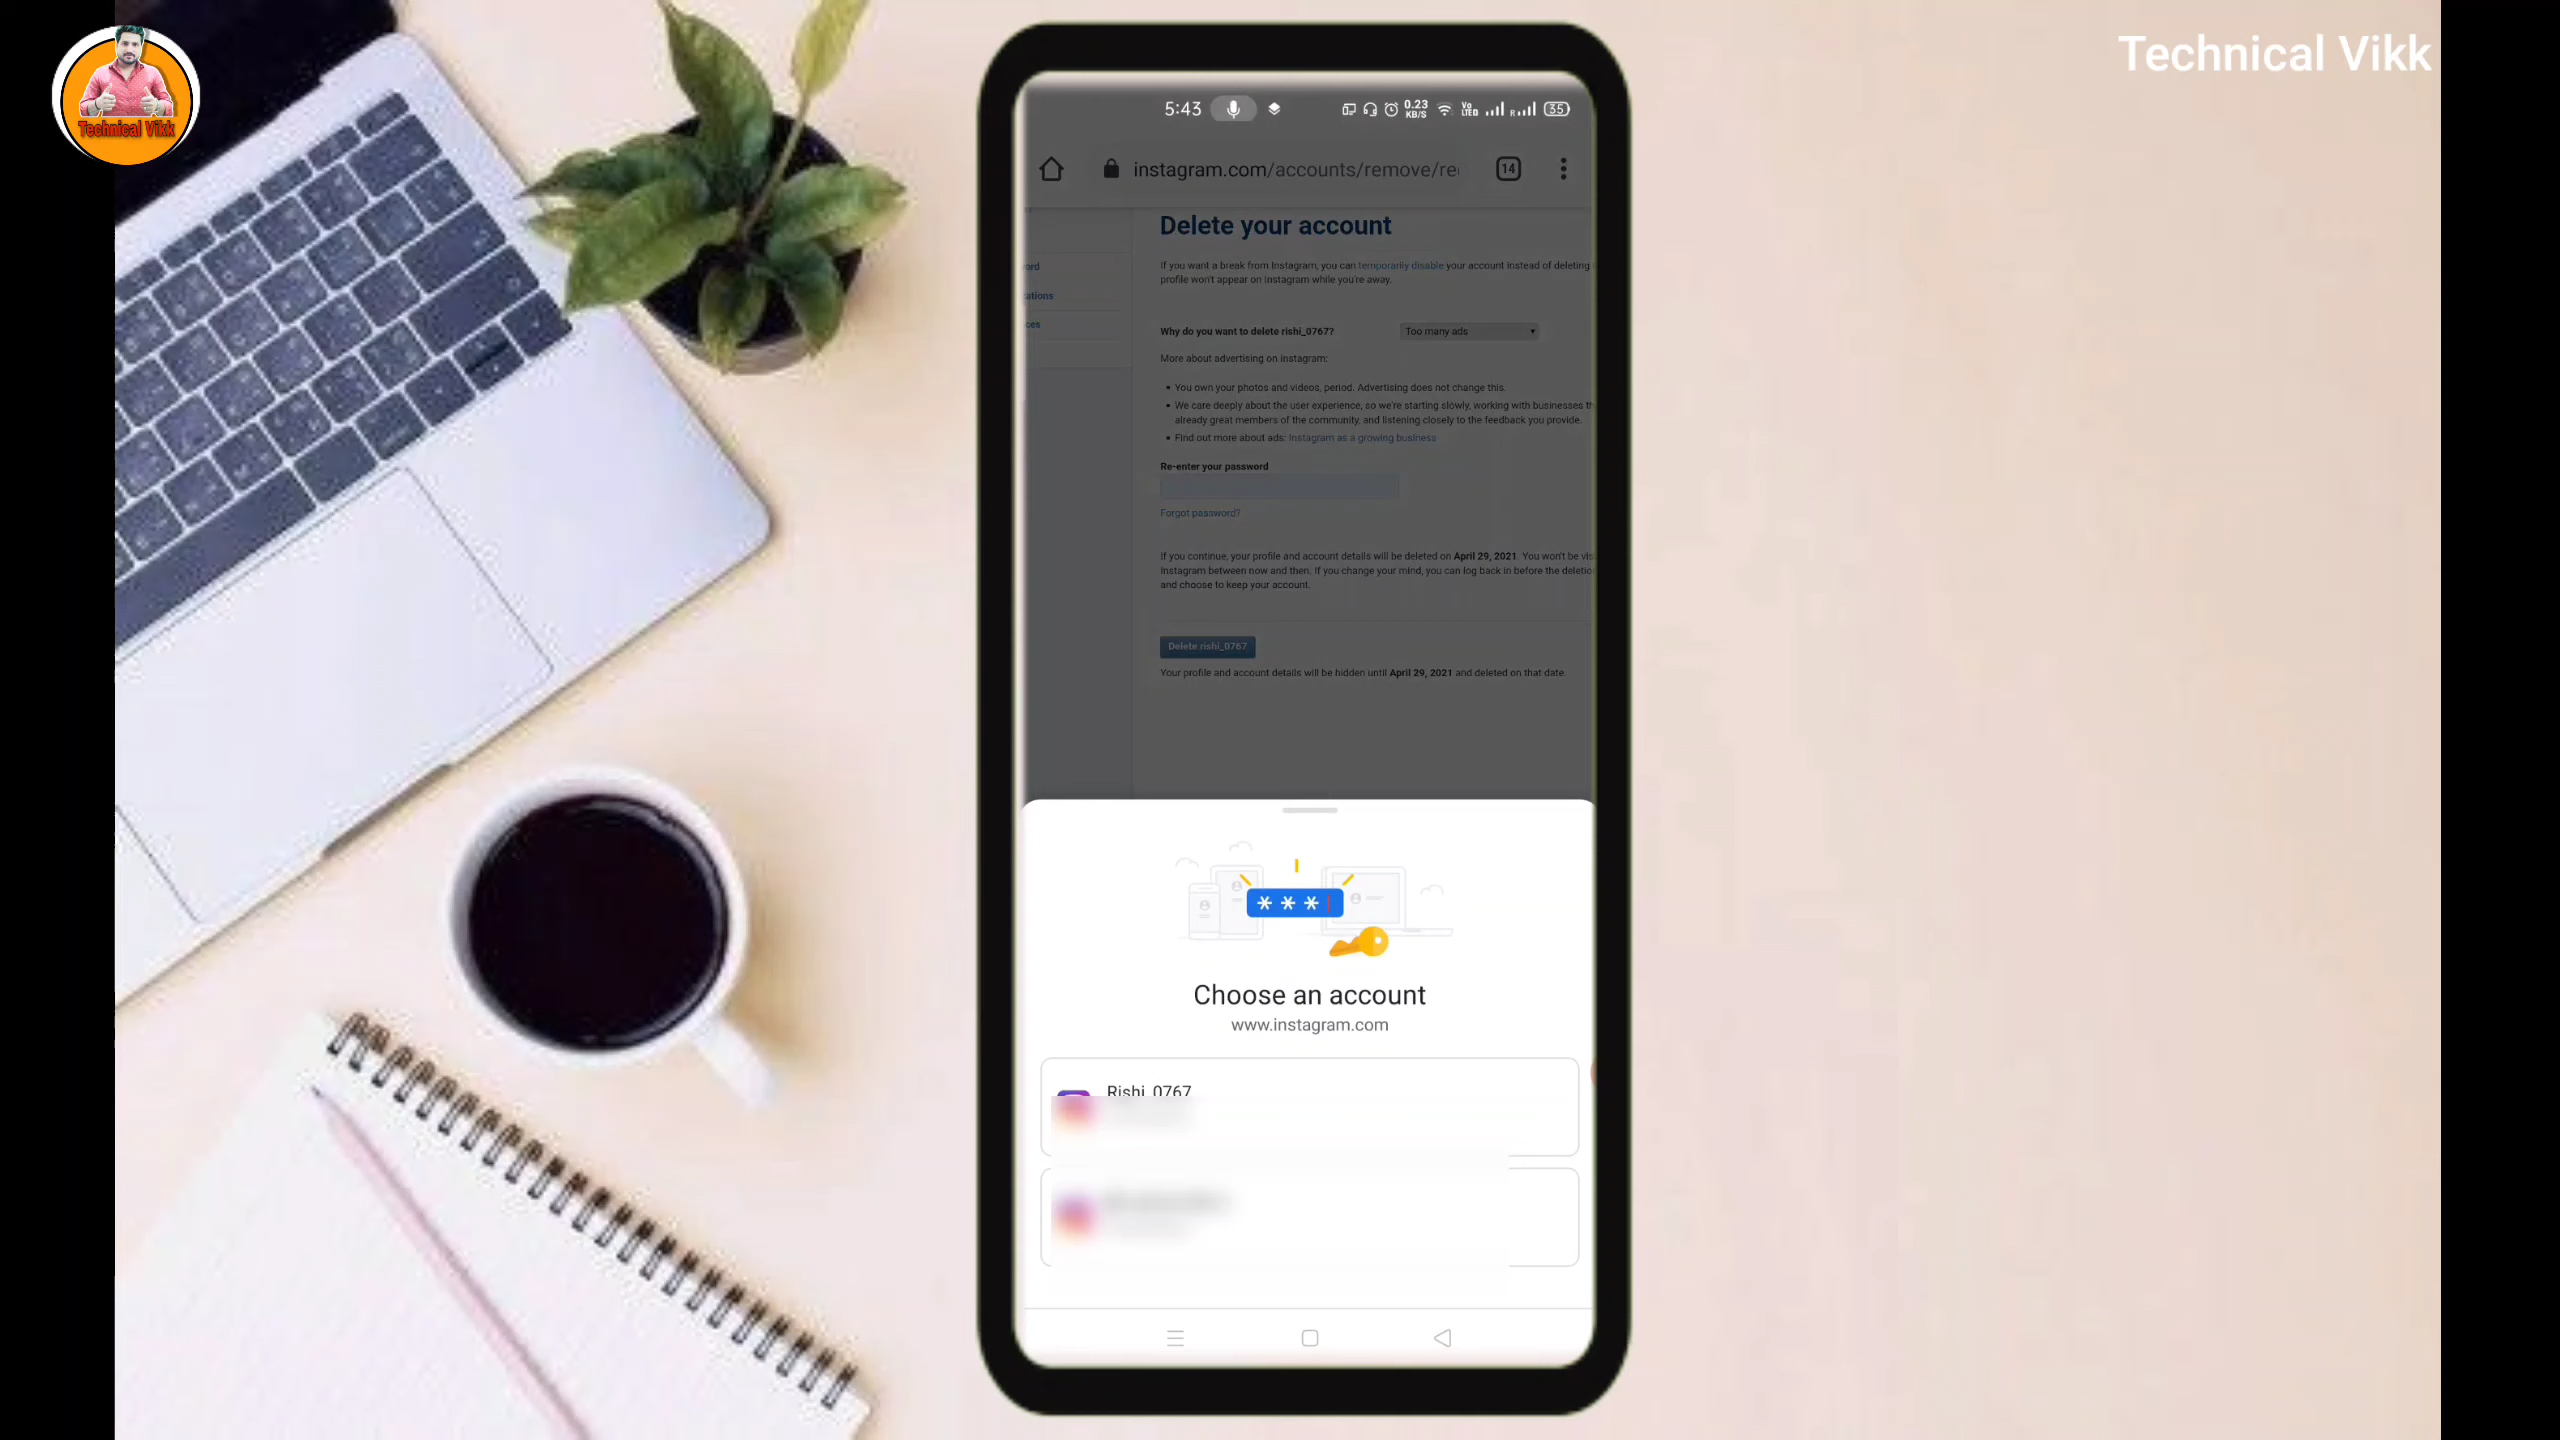 Technical Vikk
Technical Vikk
5:43
0.23
KB/S
Vo
LTE
R
35
instagram.com/accounts/remove/re
14
Delete your account
ord
If you want a break from Instagram, you can temporarily disable your account instead of deleting
profile won't appear on Instagram while you're away.
ations
ces
Why do you want to delete rishi_0767?
Too many ads
More about advertising on Instagram:
• You own your photos and videos, period. Advertising does not change this.
• We care deeply about the user experience, so we're starting slowly, working with businesses th
already great members of the community, and listening closely to the feedback you provide.
• Find out more about ads: Instagram as a growing business
Re-enter your password
Forgot password?
If you continue, your profile and account details will be deleted on April 29, 2021. You won't be vis
Instagram between now and then. If you change your mind, you can log back in before the deletio
and choose to keep your account.
Delete rishi_0767
Your profile and account details will be hidden until April 29, 2021 and deleted on that date.
***
Choose an account
www.instagram.com
Rishi_0767